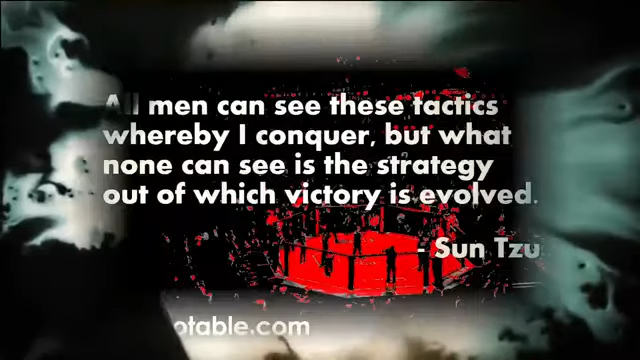 All men can see these tactics
whereby I conquer, but what
none can see is the strategy
out of which victory is evolved.
- Sun Tzu
otable.com